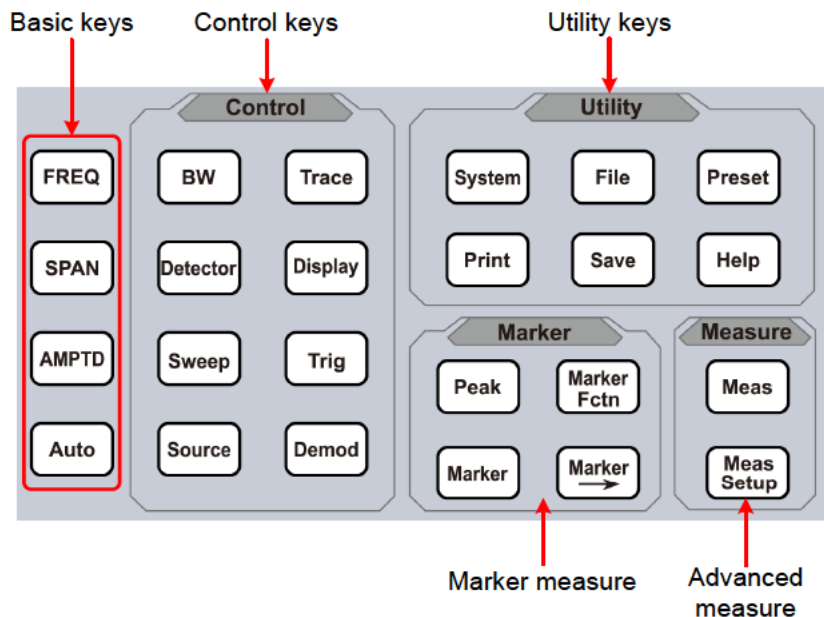 Basic keys
Control keys
Utility keys
Control
Utility
FREQ
BW
Trace
System
File
Preset
SPAN
Detector
Display
Print
Save
Help
Marker
Measure
AMPTD
Sweep
Trig
Peak
Marker
Fctn
Meas
Auto
Source
Demod
Marker
Marker
Meas
Setup
Marker measure
Advanced
measure